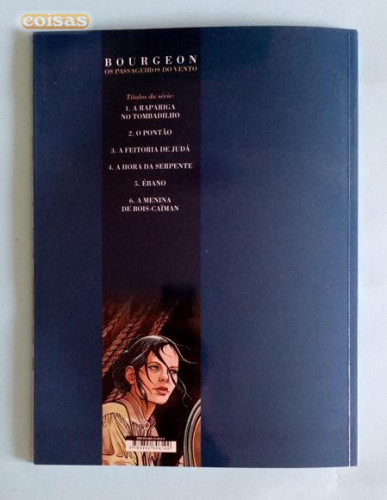 coisas
BOURGEON
OS PASSAGEIROS DO VENTO
Títulos da série:
1. A RAPARIGA
NO TOMBADILHO
2. O PONTÃO
3. A FEITORIA DE JUDÁ
4. A HORA DA SERPENTE
5. ÉBANO
6. A MENINA
DE BOIS-CAÏMAN